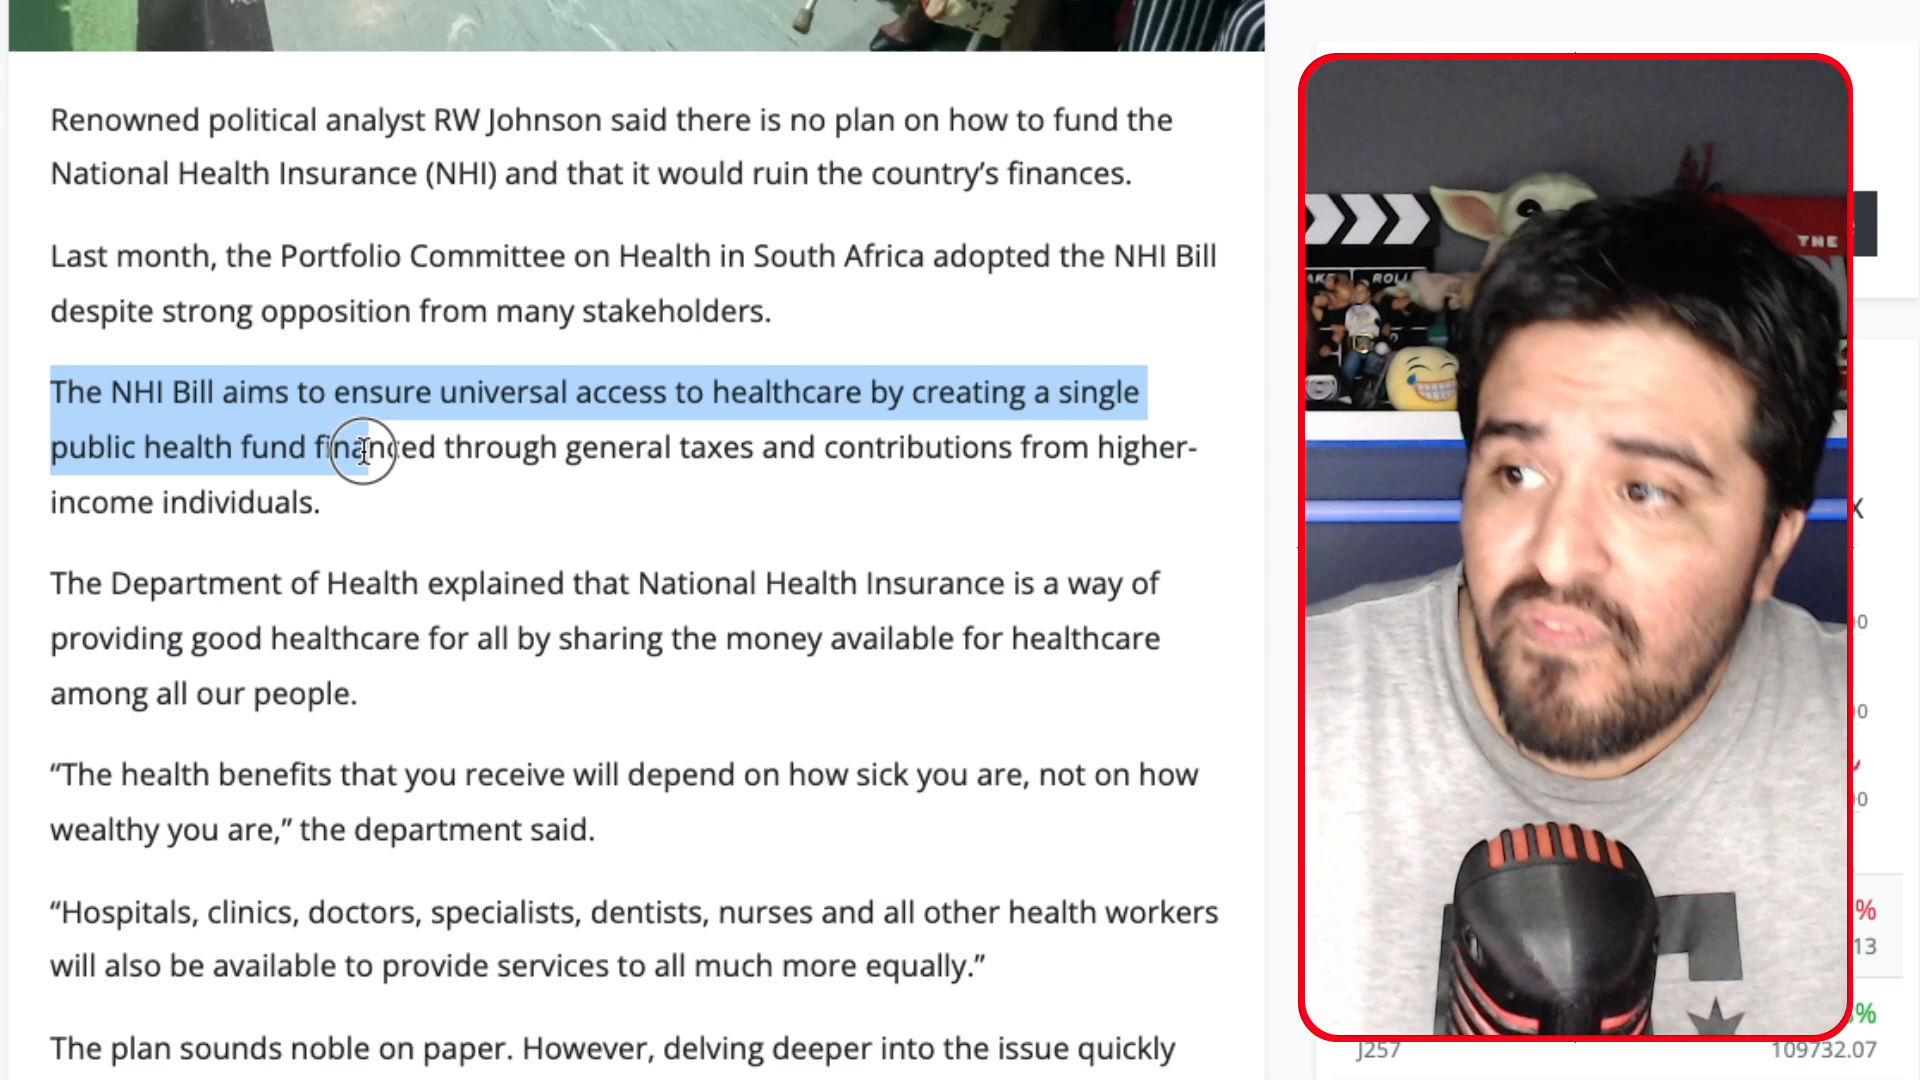 Renowned political analyst RW Johnson said there is no plan on how to fund the
National Health Insurance (NHI) and that it would ruin the country’s finances.
Last month, the Portfolio Committee on Health in South Africa adopted the NHI Bill
despite strong opposition from many stakeholders.
The NHI Bill aims to ensure universal access to healthcare by creating a single
public health fund financed through general taxes and contributions from higher-
income individuals.
The Department of Health explained that National Health Insurance is a way of
providing good healthcare for all by sharing the money available for healthcare
among all our people.
“The health benefits that you receive will depend on how sick you are, not on how
wealthy you are,” the department said.
“Hospitals, clinics, doctors, specialists, dentists, nurses and all other health workers
will also be available to provide services to all much more equally.”
The plan sounds noble on paper. However, delving deeper into the issue quickly
THE
ROLL
X
00
00
00
%
13
%
J257 109732.07